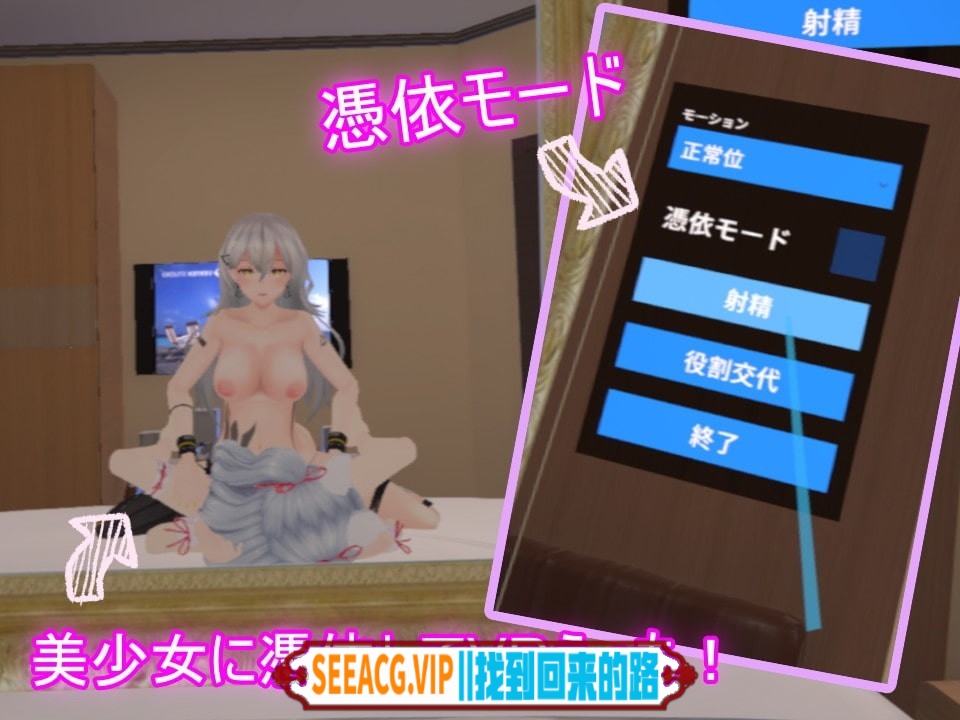 射精
憑依モード
モーション
正常位
憑依モード
射精
役割交代
終了
美少女に憑
！
SEEACG.VIP||找到回来的路